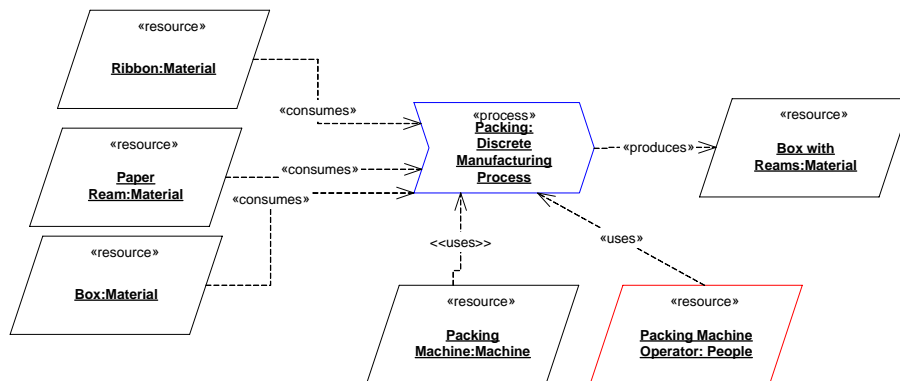 «resource»
Ribbon:Material
«consumes»
«process»
Packing:
Discrete
Manufacturing
Process
«resource»
Box with
Reams:Material
«produces»
«resource»
Paper
Ream:Material
«consumes»
«consumes»
«resource»
Box:Material
<<uses>>
«uses»
«resource»
Packing
Machine:Machine
«resource»
Packing Machine
Operator: People